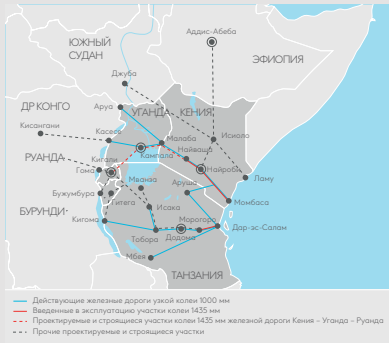 Аддис-Абеба
ЮЖНЫЙ
СУДАН
ЭФИОПИЯ
Джуба
ДР КОНГО
Аруа
УГАНДА
КЕНИЯ
Кисангани
Касесе
Малаба
Исиоло
Кампала
Найваша
РУАНДА
Кигали
Найроби
Гома
Мванза
Аруша
Ламу
Бужумбура
Гитега
Момбаса
БУРУНДИ
Исака
Кигома
Морогоро
Дар-эс-Салам
Тобора
Додома
Мбея
ТАНЗАНИЯ
Действующие железные дороги узкой колеи 1000 мм
Введенные в эксплуатацию участки колеи 1435 мм
Проектируемые и строящиеся участки колеи 1435 мм железной дороги Кения – Уганда – Руанда
Прочие проектируемые и строящиеся участки